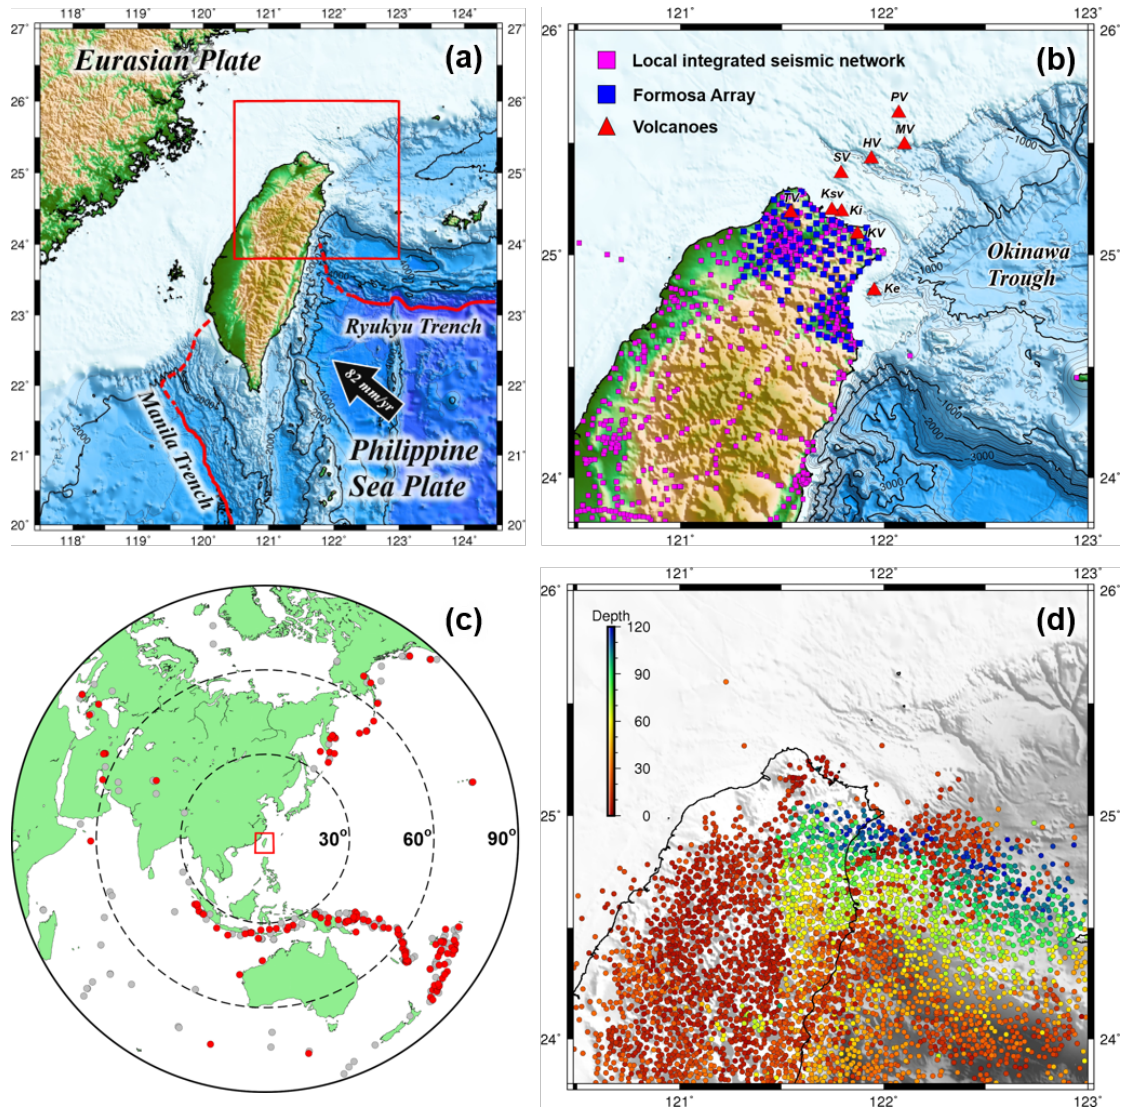 118° 119° 120° 121° 122° 123° 124°
27° 27°
Eurasian Plate
(a)
26° 26°
25° 25°
24° 24°
23° 23°
Ryukyu Trench
22° 22°
82 mm/yr
Manila Trench
Philippine
Sea Plate
21° 21°
20° 20°
118° 119° 120° 121° 122° 123° 124°
121° 122° 123°
26° 26°
(b)
Local integrated seismic network
Formosa Array
Volcanoes
PV
MV
HV
SV
TV
Ksv
Ki
KV
Ke
-1000
1000
25° 25°
Okinawa
Trough
-1000
-2000
-3000
3000
24° 24°
121° 122° 123°
(c)
30° 60° 90°
121° 122° 123°
26° 26°
(d)
Depth
120
90
60
30
0
25° 25°
24° 24°
121° 122° 123°